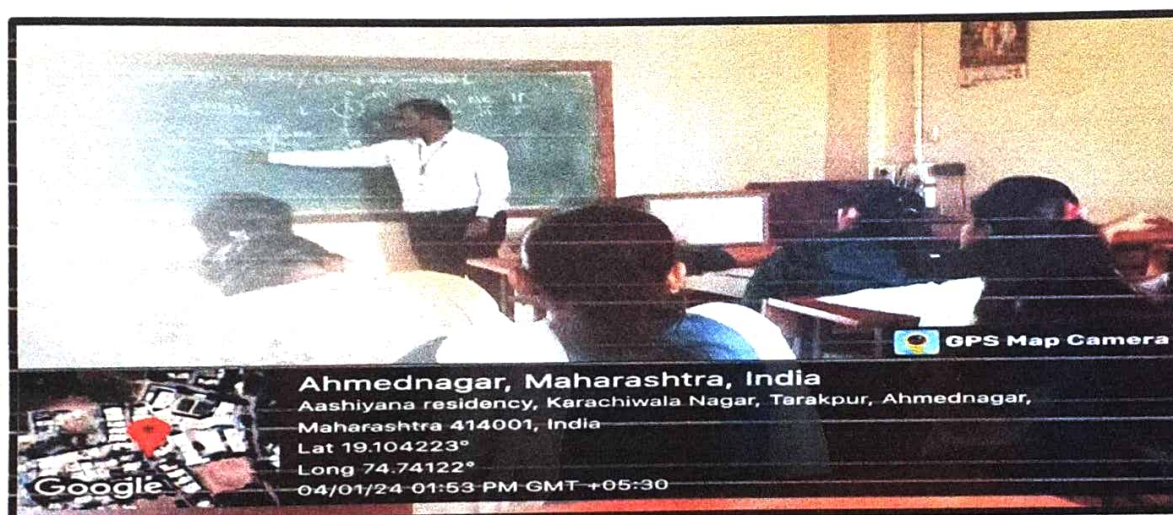 GPS Map Camera
Ahmednagar, Maharashtra, India
Aashiyana residency, Karachiwala Nagar, Tarakpur, Ahmednagar,
Maharashtra 414001, India
Lat 19.104223°
Long 74.74122°
04/01/24 01:53 PM GMT +05:30
Google